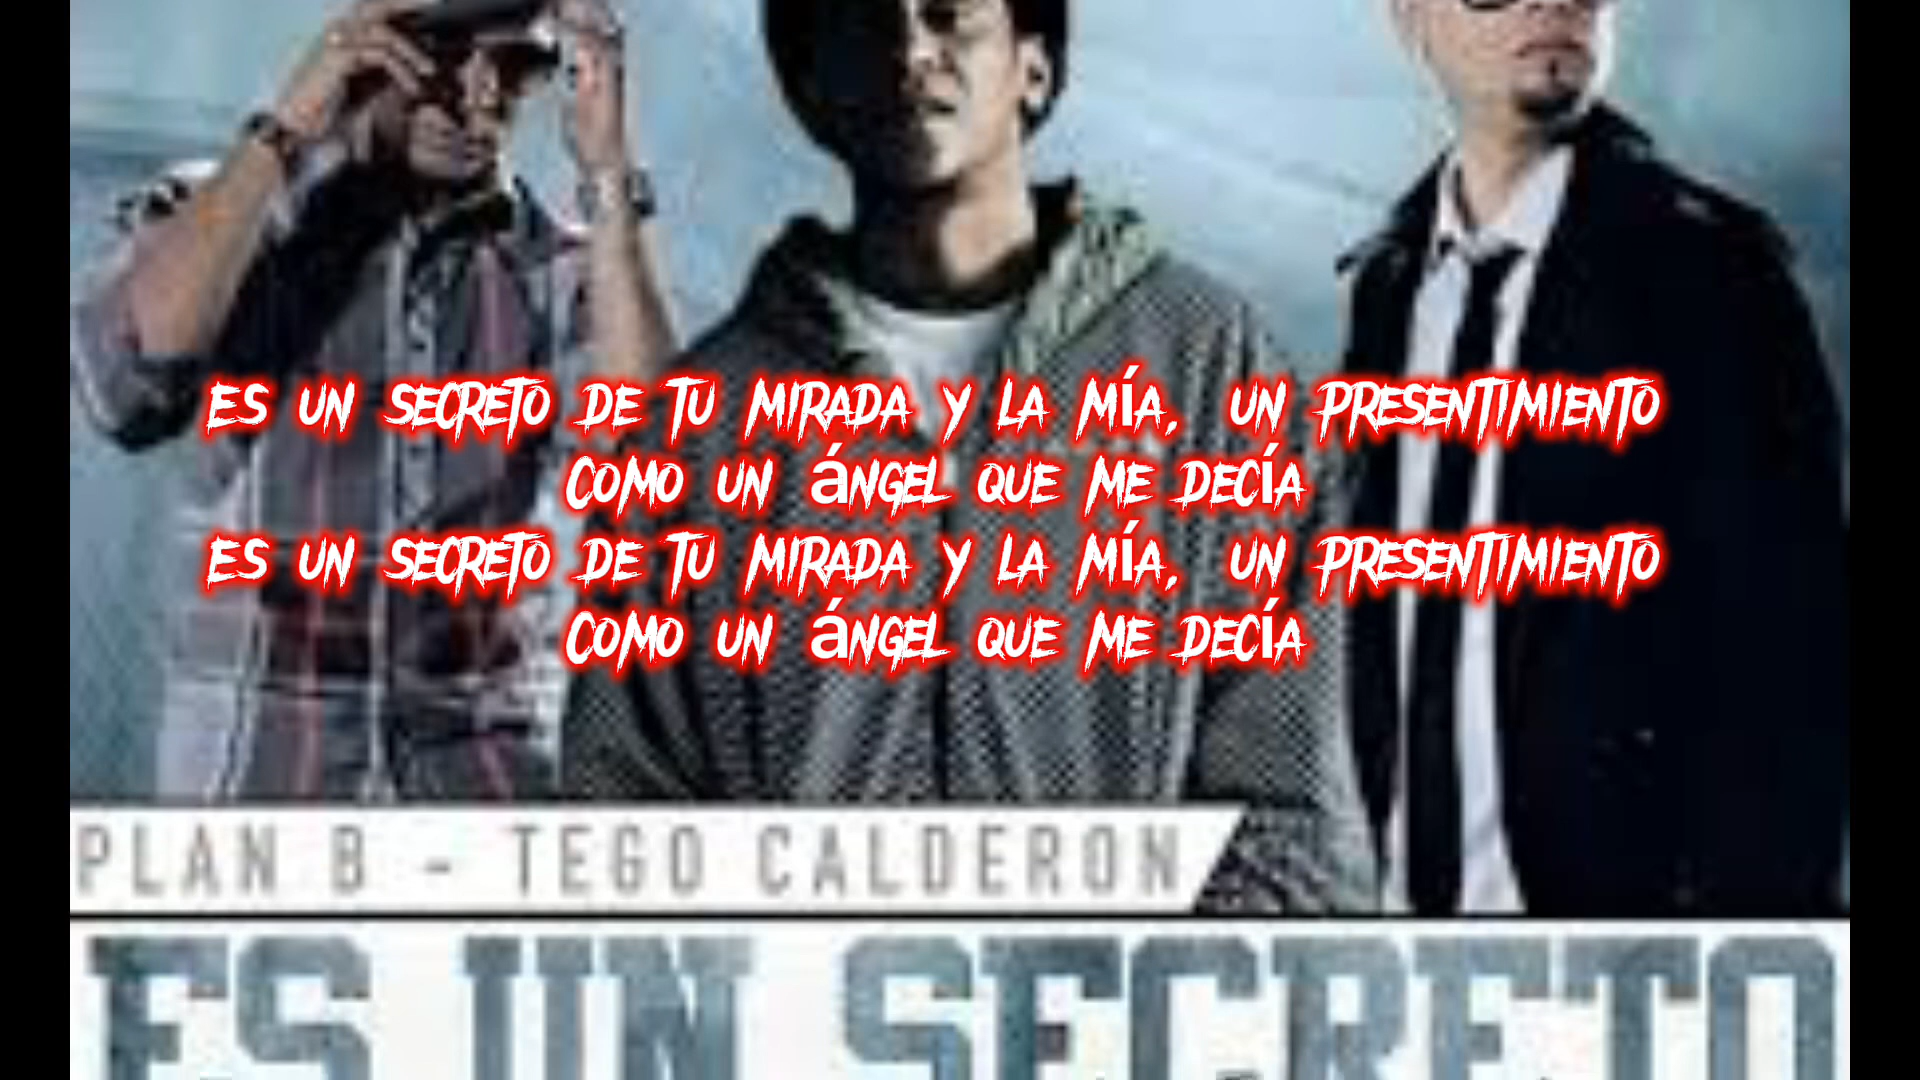 ES UN SECRETO DE TU MIRADA Y LA MÍA, UN PRESENTIMIENTO
COMO UN ÁNGEL QUE ME DECÍA
ES UN SECRETO DE TU MIRADA Y LA MÍA, UN PRESENTIMIENTO
COMO UN ÁNGEL QUE ME DECÍA
PLAN B - TEGO CALDERON
ES UN SECRETO